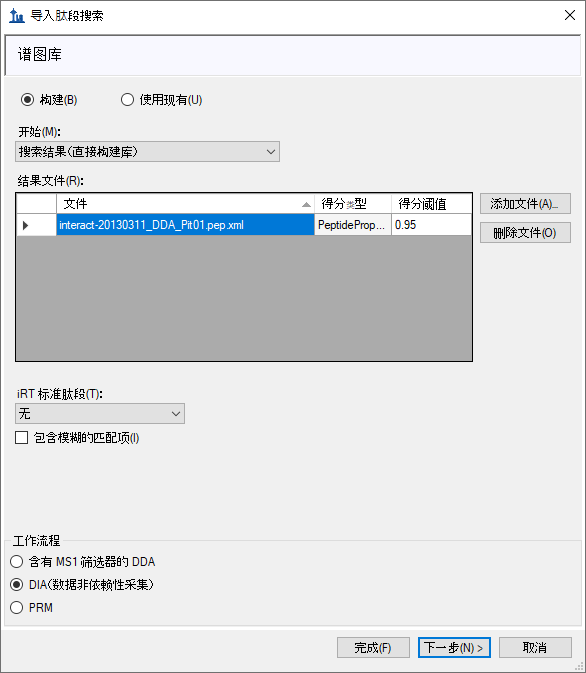 导入肽段搜索
谱图库
构建(B) 使用现有(U)
开始(M):
搜索结果(直接构建库)
结果文件(R):
文件 得分类型 得分阈值
interact-20130311_DDA_Pit01.pep.xml PeptideProp... 0.95
添加文件(A)...
删除文件(O)
iRT 标准肽段(T):
无
包含模糊的匹配项(I)
工作流程
含有 MS1 筛选器的 DDA
DIA(数据非依赖性采集)
PRM
完成(F) 下一步(N) > 取消